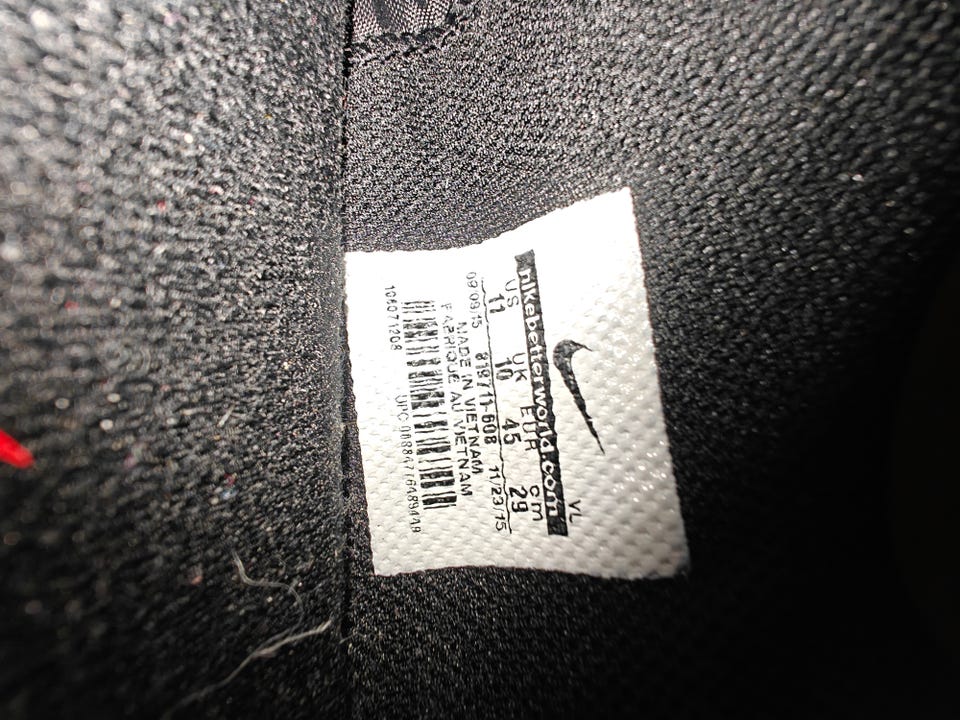 VL
nikebetterworld.com
US UK EUR cm
11 10 45 29
09/09/15 819711-608 11/23/15
MADE IN VIETNAM
FABRIQUE AU VIETNAM
UPC